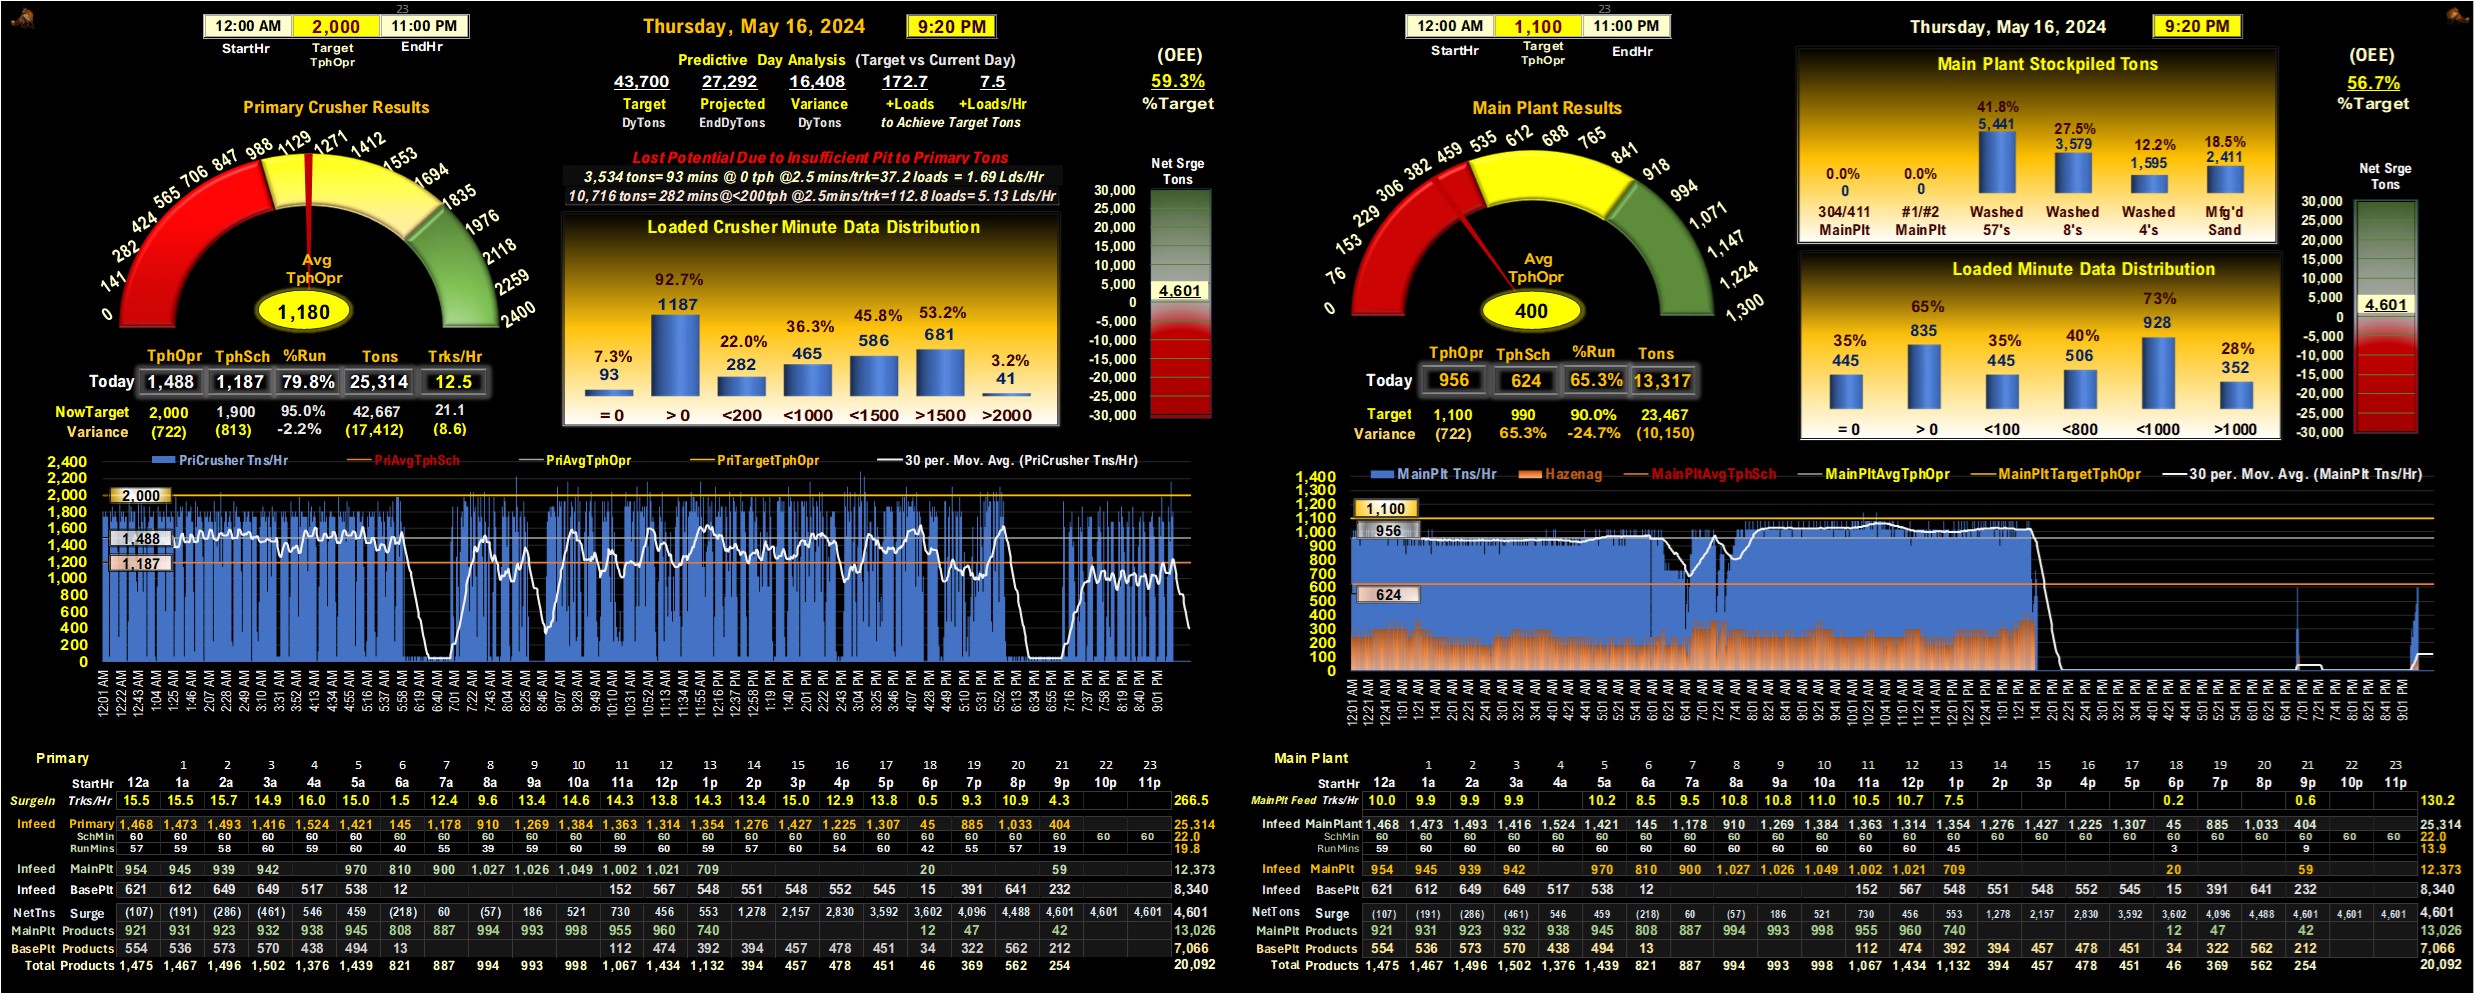 23
12:00 AM 2,000 11:00 PM
StartHr Target TphOpr EndHr
Thursday, May 16, 2024 9:20 PM
Predictive Day Analysis (Target vs Current Day)
43,700 27,292 16,408 172.7 7.5
Target Projected Variance +Loads +Loads/Hr
DyTons EndDyTons DyTons to Achieve Target Tons
(OEE)
59.3%
%Target
Primary Crusher Results
0 141 282 424 565 706 847 988 1129 1271 1412 1553 1694 1835 1976 2118 2259 2400
Avg
TphOpr
1,180
Lost Potential Due to Insufficient Pit to Primary Tons
3,534 tons= 93 mins @ 0 tph @2.5 mins/trk=37.2 loads = 1.69 Lds/Hr
10,716 tons= 282 mins@<200tph @2.5mins/trk=112.8 loads= 5.13 Lds/Hr
Loaded Crusher Minute Data Distribution
7.3% 92.7% 22.0% 36.3% 45.8% 53.2% 3.2%
93 1187 282 465 586 681 41
= 0 > 0 <200 <1000 <1500 >1500 >2000
Net Srge
Tons
30,000
25,000
20,000
15,000
10,000
5,000
4,601
0
-5,000
-10,000
-15,000
-20,000
-25,000
-30,000
TphOpr TphSch %Run Tons Trks/Hr
Today 1,488 1,187 79.8% 25,314 12.5
NowTarget 2,000 1,900 95.0% 42,667 21.1
Variance (722) (813) -2.2% (17,412) (8.6)
PriCrusher Tns/Hr PriAvgTphSch PriAvgTphOpr PriTargetTphOpr 30 per. Mov. Avg. (PriCrusher Tns/Hr)
2,400
2,200
2,000
1,800
1,600
1,400
1,200
1,000
800
600
400
200
0
2,000
1,488
1,187
12:01 AM 12:22 AM 12:43 AM 1:04 AM 1:25 AM 1:46 AM 2:07 AM 2:28 AM 2:49 AM 3:10 AM 3:31 AM 3:52 AM 4:13 AM 4:34 AM 4:55 AM 5:16 AM 5:37 AM 5:58 AM 6:19 AM 6:40 AM 7:01 AM 7:22 AM 7:43 AM 8:04 AM 8:25 AM 8:46 AM 9:07 AM 9:28 AM 9:49 AM 10:10 AM 10:31 AM 10:52 AM 11:13 AM 11:34 AM 11:55 AM 12:16 PM 12:37 PM 12:58 PM 1:19 PM 1:40 PM 2:01 PM 2:22 PM 2:43 PM 3:04 PM 3:25 PM 3:46 PM 4:07 PM 4:28 PM 4:49 PM 5:10 PM 5:31 PM 5:52 PM 6:13 PM 6:34 PM 6:55 PM 7:16 PM 7:37 PM 7:58 PM 8:19 PM 8:40 PM 9:01 PM
Primary
1 2 3 4 5 6 7 8 9 10 11 12 13 14 15 16 17 18 19 20 21 22 23
StartHr 12a 1a 2a 3a 4a 5a 6a 7a 8a 9a 10a 11a 12p 1p 2p 3p 4p 5p 6p 7p 8p 9p 10p 11p
SurgeIn Trks/Hr 15.5 15.5 15.7 14.9 16.0 15.0 1.5 12.4 9.6 13.4 14.6 14.3 13.8 14.3 13.4 15.0 12.9 13.8 0.5 9.3 10.9 4.3 266.5
Infeed Primary 1,468 1,473 1,493 1,416 1,524 1,421 145 1,178 910 1,269 1,384 1,363 1,314 1,354 1,276 1,427 1,225 1,307 45 885 1,033 404 25,314
SchMin 60 60 60 60 60 60 60 60 60 60 60 60 60 60 60 60 60 60 60 60 60 60 60 60 22.0
RunMins 57 59 58 60 59 60 40 55 39 59 60 60 60 59 57 60 54 60 42 55 57 19 19.8
Infeed MainPlt 954 945 939 942 970 810 900 1,027 1,026 1,049 1,002 1,021 709 20 59 12,373
Infeed BasePlt 621 612 649 649 517 538 12 152 567 548 551 548 552 545 15 391 641 232 8,340
NetTns Surge (107) (191) (286) (461) 546 459 (218) 60 (57) 186 521 730 456 553 1,278 2,157 2,830 3,592 3,602 4,096 4,488 4,601 4,601 4,601 4,601
MainPlt Products 921 931 923 932 938 945 808 887 994 993 998 955 960 740 12 47 42 13,026
BasePlt Products 554 536 573 570 438 494 13 112 474 392 394 457 478 451 34 322 562 212 7,066
Total Products 1,475 1,467 1,496 1,502 1,376 1,439 821 887 994 993 998 1,067 1,434 1,132 394 457 478 451 46 369 562 254 20,092
23
12:00 AM 1,100 11:00 PM
StartHr Target TphOpr EndHr
Thursday, May 16, 2024 9:20 PM
Main Plant Stockpiled Tons
0.0% 0.0% 41.8% 27.5% 12.2% 18.5%
0 0 5,441 3,579 1,595 2,411
304/411 #1/#2 Washed Washed Washed Mfg'd
MainPlt MainPlt 57's 8's 4's Sand
(OEE)
56.7%
%Target
Main Plant Results
0 76 153 229 306 382 459 535 612 688 765 841 918 994 1,071 1,147 1,224 1,300
Avg
TphOpr
400
Loaded Minute Data Distribution
35% 65% 35% 40% 73% 28%
445 835 445 506 928 352
= 0 > 0 <100 <800 <1000 >1000
Net Srge
Tons
30,000
25,000
20,000
15,000
10,000
5,000
4,601
0
-5,000
-10,000
-15,000
-20,000
-25,000
-30,000
TphOpr TphSch %Run Tons
Today 956 624 65.3% 13,317
Target 1,100 990 90.0% 23,467
Variance (722) 65.3% -24.7% (10,150)
MainPlt Tns/Hr Hazenag MainPltAvgTphSch MainPltAvgTphOpr MainPltTargetTphOpr 30 per. Mov. Avg. (MainPlt Tns/Hr)
1,400
1,300
1,200
1,100
1,000
900
800
700
600
500
400
300
200
100
0
1,100
956
624
12:01 AM 12:21 AM 12:41 AM 1:01 AM 1:21 AM 1:41 AM 2:01 AM 2:21 AM 2:41 AM 3:01 AM 3:21 AM 3:41 AM 4:01 AM 4:21 AM 4:41 AM 5:01 AM 5:21 AM 5:41 AM 6:01 AM 6:21 AM 6:41 AM 7:01 AM 7:21 AM 7:41 AM 8:01 AM 8:21 AM 8:41 AM 9:01 AM 9:21 AM 9:41 AM 10:01 AM 10:21 AM 10:41 AM 11:01 AM 11:21 AM 11:41 AM 12:01 PM 12:21 PM 12:41 PM 1:01 PM 1:21 PM 1:41 PM 2:01 PM 2:21 PM 2:41 PM 3:01 PM 3:21 PM 3:41 PM 4:01 PM 4:21 PM 4:41 PM 5:01 PM 5:21 PM 5:41 PM 6:01 PM 6:21 PM 6:41 PM 7:01 PM 7:21 PM 7:41 PM 8:01 PM 8:21 PM 8:41 PM 9:01 PM
Main Plant
1 2 3 4 5 6 7 8 9 10 11 12 13 14 15 16 17 18 19 20 21 22 23
StartHr 12a 1a 2a 3a 4a 5a 6a 7a 8a 9a 10a 11a 12p 1p 2p 3p 4p 5p 6p 7p 8p 9p 10p 11p
MainPlt Feed Trks/Hr 10.0 9.9 9.9 9.9 10.2 8.5 9.5 10.8 10.8 11.0 10.5 10.7 7.5 0.2 0.6 130.2
Infeed MainPlant 1,468 1,473 1,493 1,416 1,524 1,421 145 1,178 910 1,269 1,384 1,363 1,314 1,354 1,276 1,427 1,225 1,307 45 885 1,033 404 25,314
SchMin 60 60 60 60 60 60 60 60 60 60 60 60 60 60 60 60 60 60 60 60 60 60 60 60 22.0
RunMins 59 60 60 60 60 60 60 60 60 60 60 60 45 3 9 13.9
Infeed MainPlt 954 945 939 942 970 810 900 1,027 1,026 1,049 1,002 1,021 709 20 59 12,373
Infeed BasePlt 621 612 649 649 517 538 12 152 567 548 551 548 552 545 15 391 641 232 8,340
NetTons Surge (107) (191) (286) (461) 546 459 (218) 60 (57) 186 521 730 456 553 1,278 2,157 2,830 3,592 3,602 4,096 4,488 4,601 4,601 4,601 4,601
MainPlt Products 921 931 923 932 938 945 808 887 994 993 998 955 960 740 12 47 42 13,026
BasePlt Products 554 536 573 570 438 494 13 112 474 392 394 457 478 451 34 322 562 212 7,066
Total Products 1,475 1,467 1,496 1,502 1,376 1,439 821 887 994 993 998 1,067 1,434 1,132 394 457 478 451 46 369 562 254 20,092